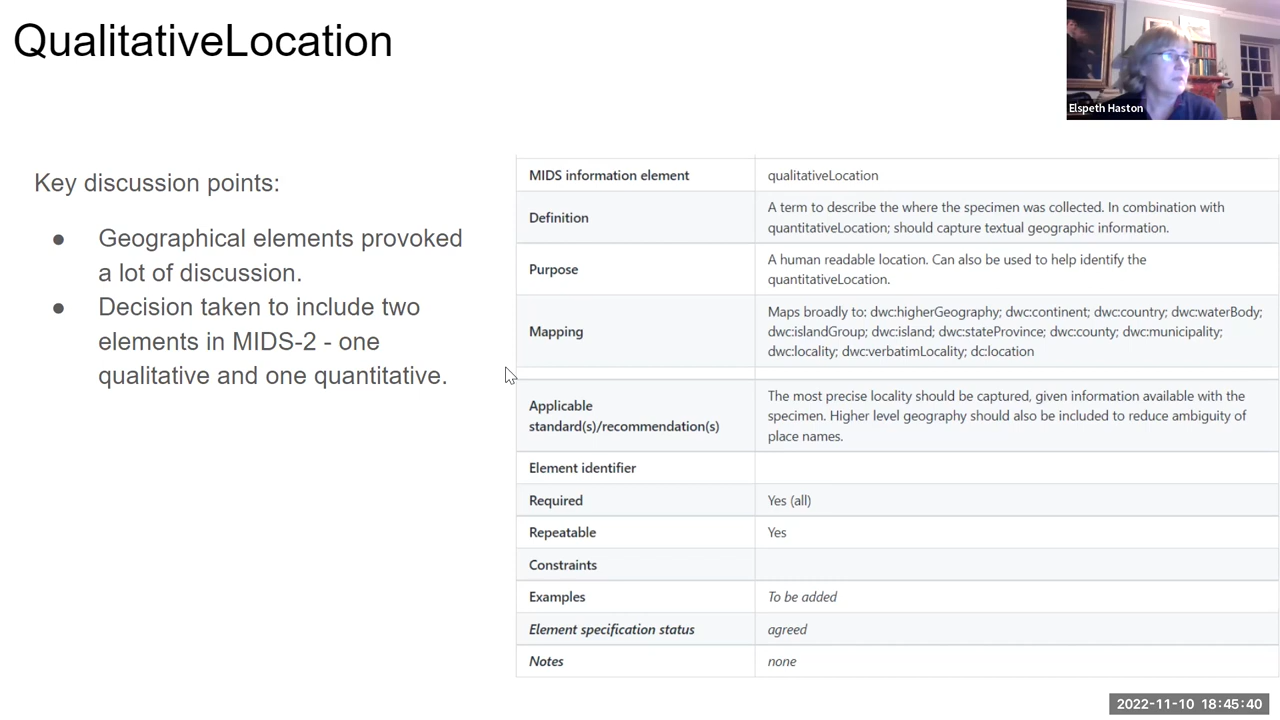 QualitativeLocation
Elspeth Haston
Key discussion points:
● Geographical elements provoked
a lot of discussion.
● Decision taken to include two
elements in MIDS-2 - one
qualitative and one quantitative.
MIDS information element
qualitativeLocation
Definition
A term to describe the where the specimen was collected. In combination with
quantitativeLocation; should capture textual geographic information.
Purpose
A human readable location. Can also be used to help identify the
quantitativeLocation.
Mapping
Maps broadly to: dwc:higherGeography; dwc:continent; dwc:country; dwc:waterBody;
dwc:islandGroup; dwc:island; dwc:stateProvince; dwc:county; dwc:municipality;
dwc:locality; dwc:verbatimLocality; dc:location
Applicable
standard(s)/recommendation(s)
The most precise locality should be captured, given information available with the
specimen. Higher level geography should also be included to reduce ambiguity of
place names.
Element identifier
Required
Yes (all)
Repeatable
Yes
Constraints
Examples
To be added
Element specification status
agreed
Notes
none
2022-11-10 18:45:40